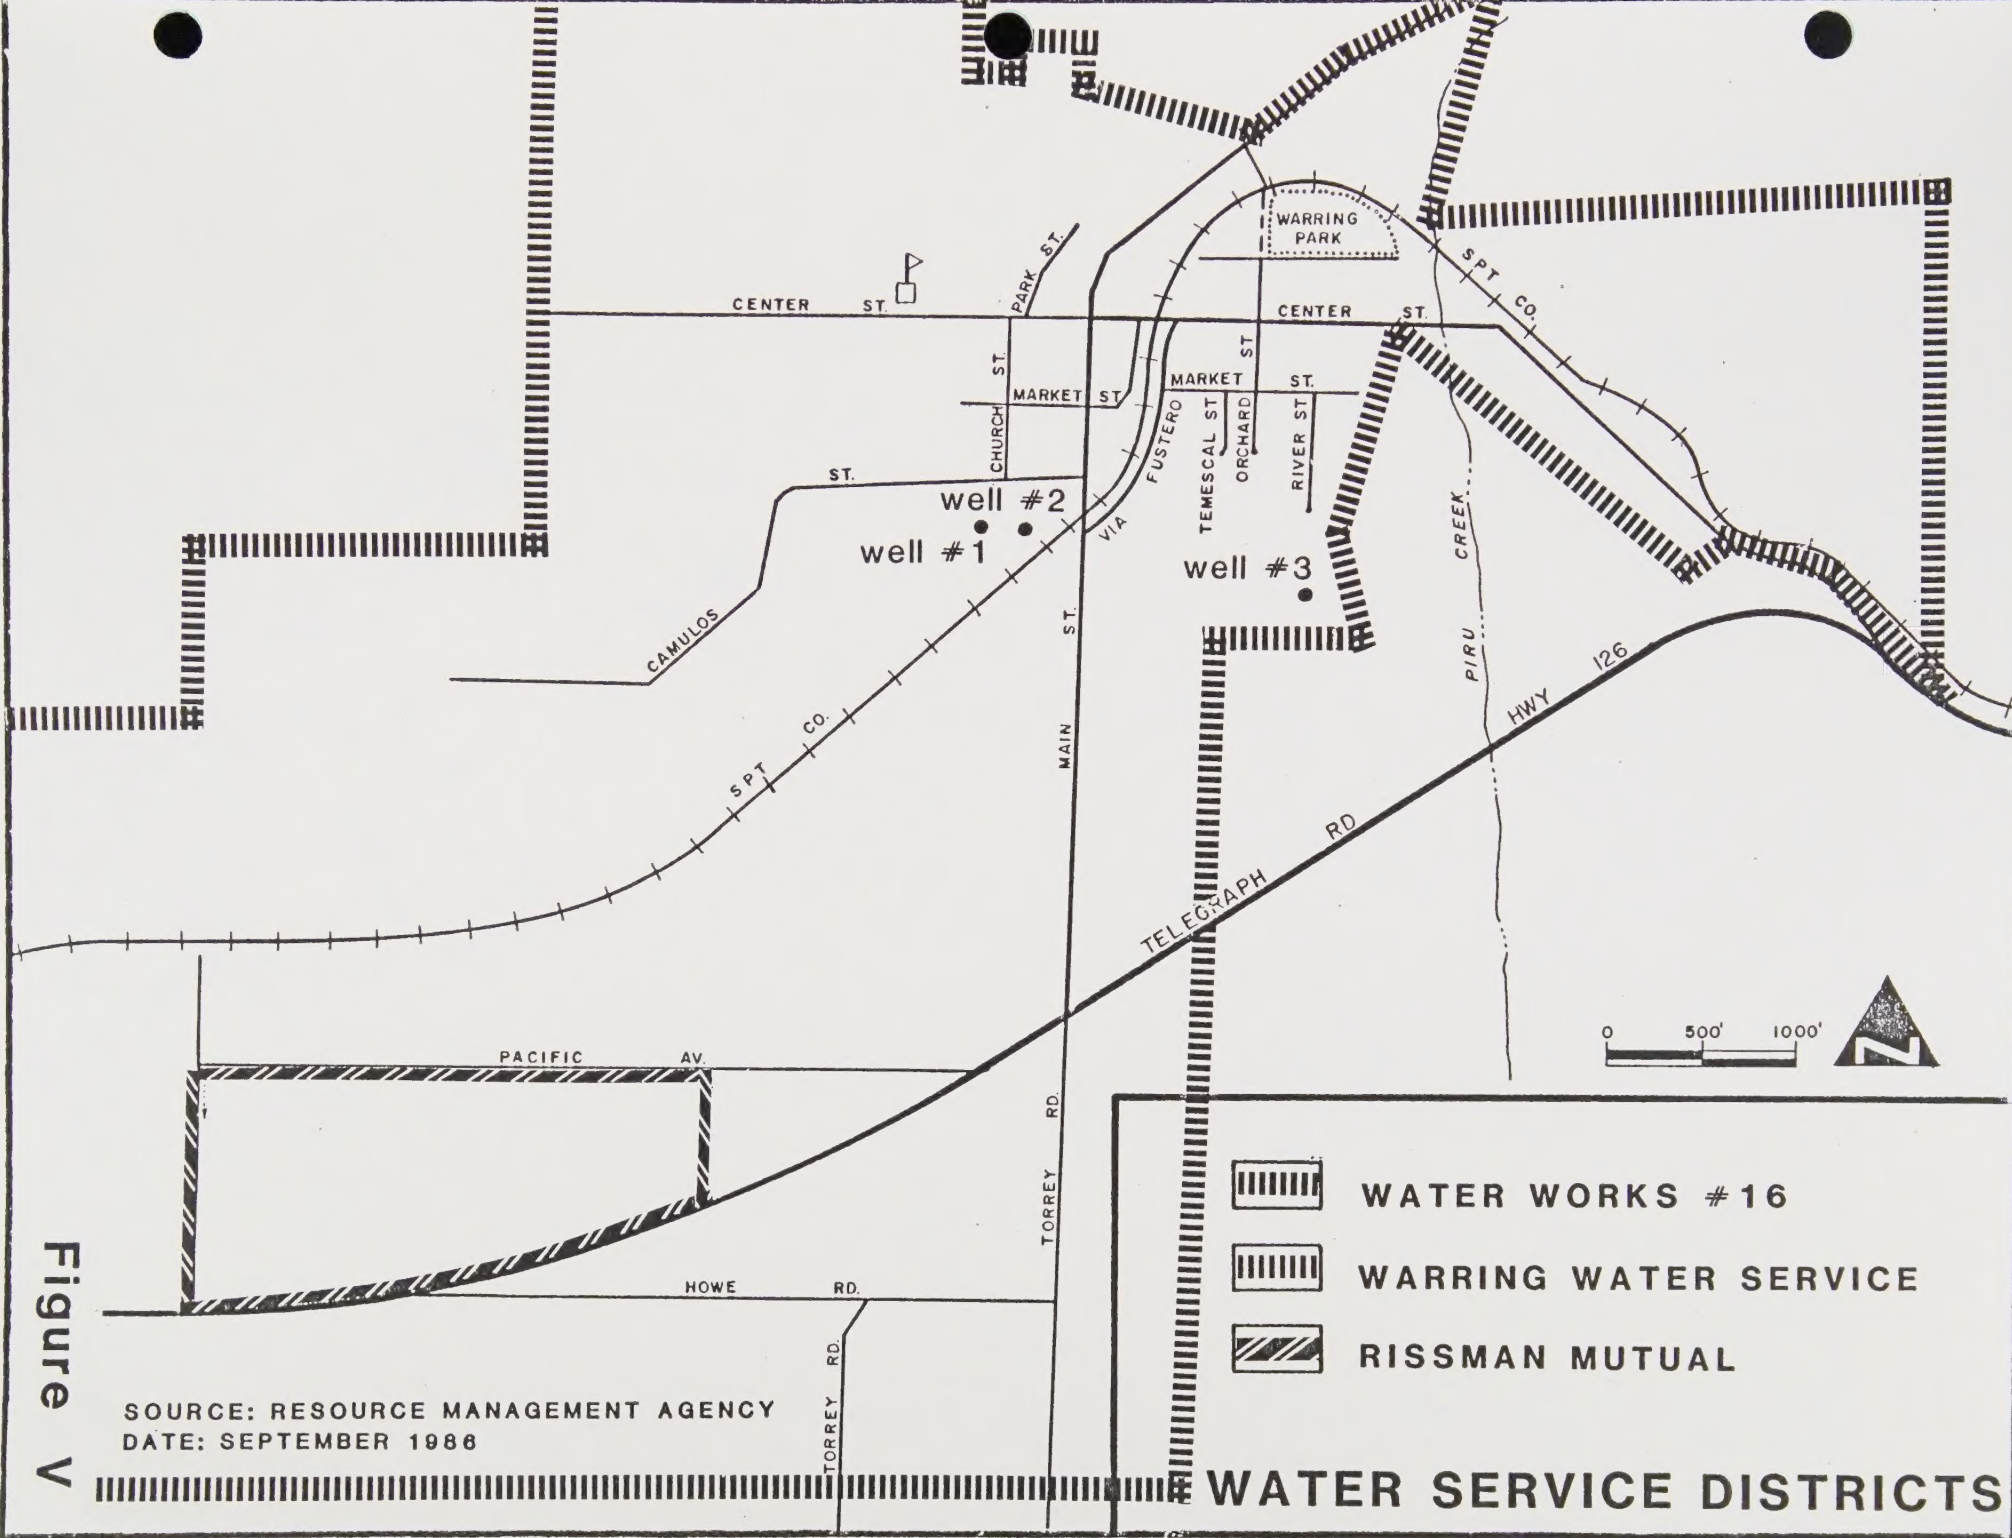 WARRING
PARK
SPT CO.
PARK ST.
CENTER ST.
CENTER ST.
CHURCH ST.
MARKET ST
MARKET ST.
VIA FUSTERO
TEMESCAL ST
ORCHARD ST
RIVER ST.
CAMULOS ST.
well #2
well #1
well #3
PIRU CREEK
MAIN ST.
SPT CO.
TELEGRAPH RD HWY 126
PACIFIC AV.
TORREY RD.
HOWE RD.
TORREY RD.
0 500' 1000'
N
WATER WORKS #16
WARRING WATER SERVICE
RISSMAN MUTUAL
SOURCE: RESOURCE MANAGEMENT AGENCY
DATE: SEPTEMBER 1986
Figure V
WATER SERVICE DISTRICTS